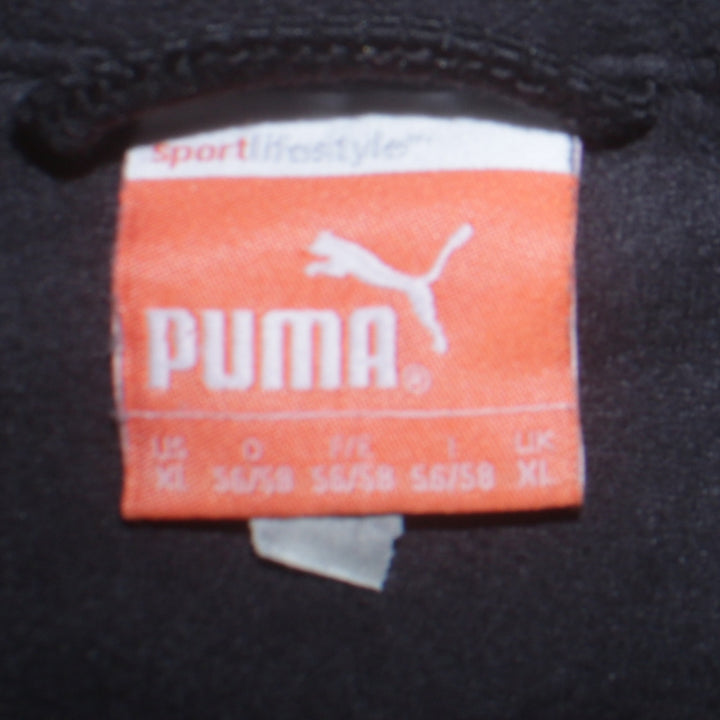 sportlifestyle
PUMA®
US D F/E I UK
XL 56/58 56/58 56/58 XL